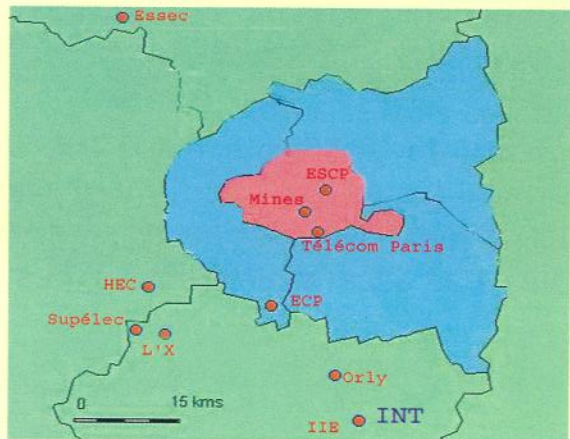 Essec
ESCP
Mines
Télécom Paris
HEC
ECP
Supélec
L'X
Orly
0 15 kms
IIE INT